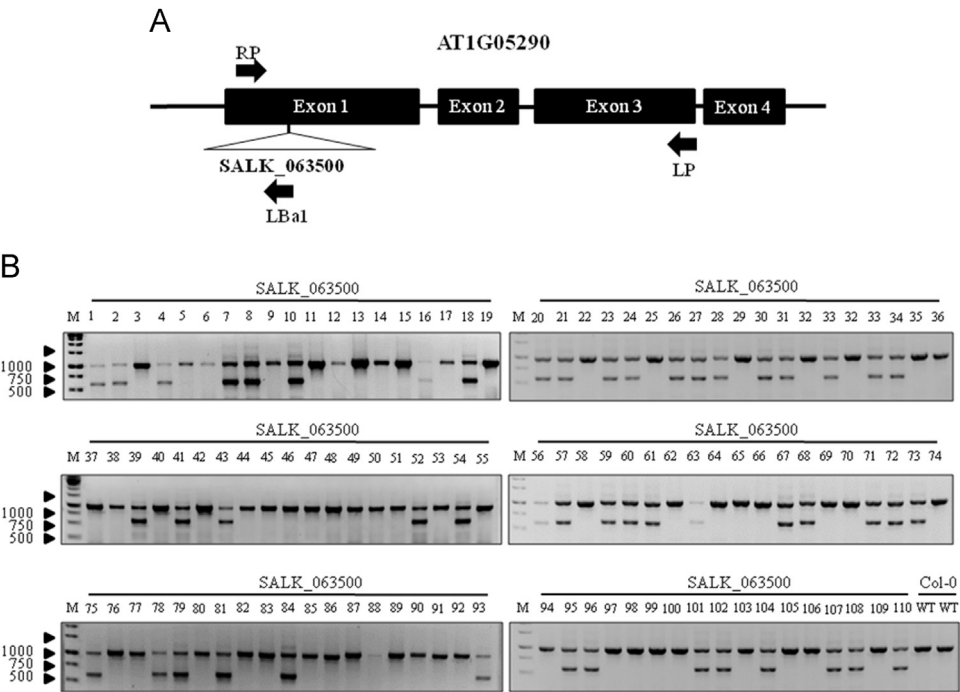 A
AT1G05290
RP
Exon 1 Exon 2 Exon 3 Exon 4
SALK_063500
LP
LBa1
B
SALK_063500 SALK_063500
M 1 2 3 4 5 6 7 8 9 10 11 12 13 14 15 16 17 18 19 M 20 21 22 23 24 25 26 27 28 29 30 31 32 33 32 33 34 35 36
1000
750
500
SALK_063500 SALK_063500
M 37 38 39 40 41 42 43 44 45 46 47 48 49 50 51 52 53 54 55 M 56 57 58 59 60 61 62 63 64 65 66 67 68 69 70 71 72 73 74
1000
750
500
SALK_063500 SALK_063500 Col-0
M 75 76 77 78 79 80 81 82 83 84 85 86 87 88 89 90 91 92 93 M 94 95 96 97 98 99 100 101 102 103 104 105 106 107 108 109 110 WT WT
1000
750
500